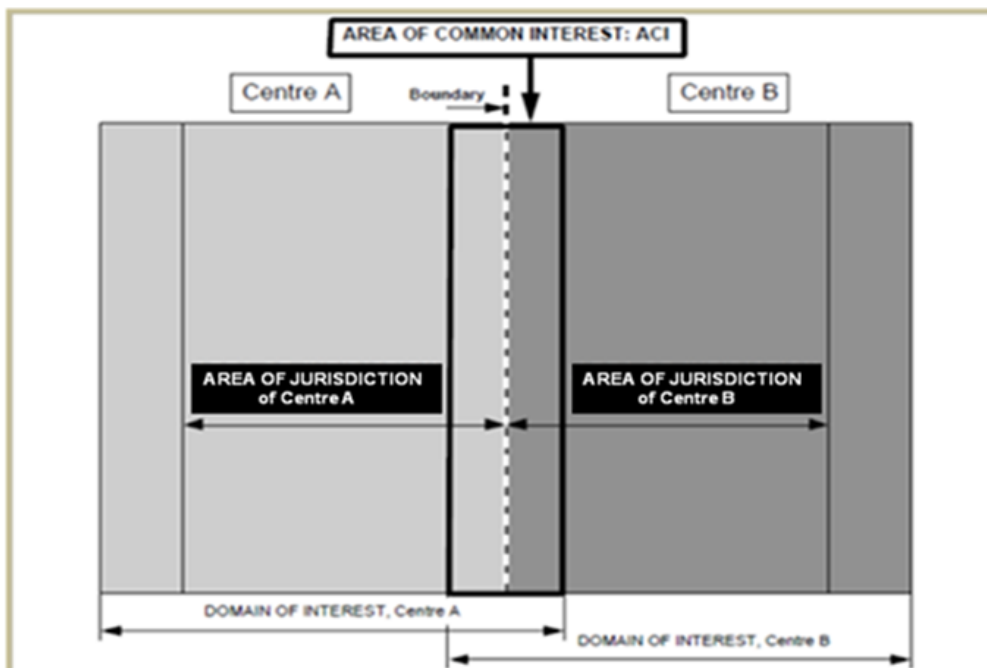 AREA OF COMMON INTEREST: ACI
Centre A
Boundary
Centre B
AREA OF JURISDICTION
of Centre A
AREA OF JURISDICTION
of Centre B
DOMAIN OF INTEREST, Centre A
DOMAIN OF INTEREST, Centre B